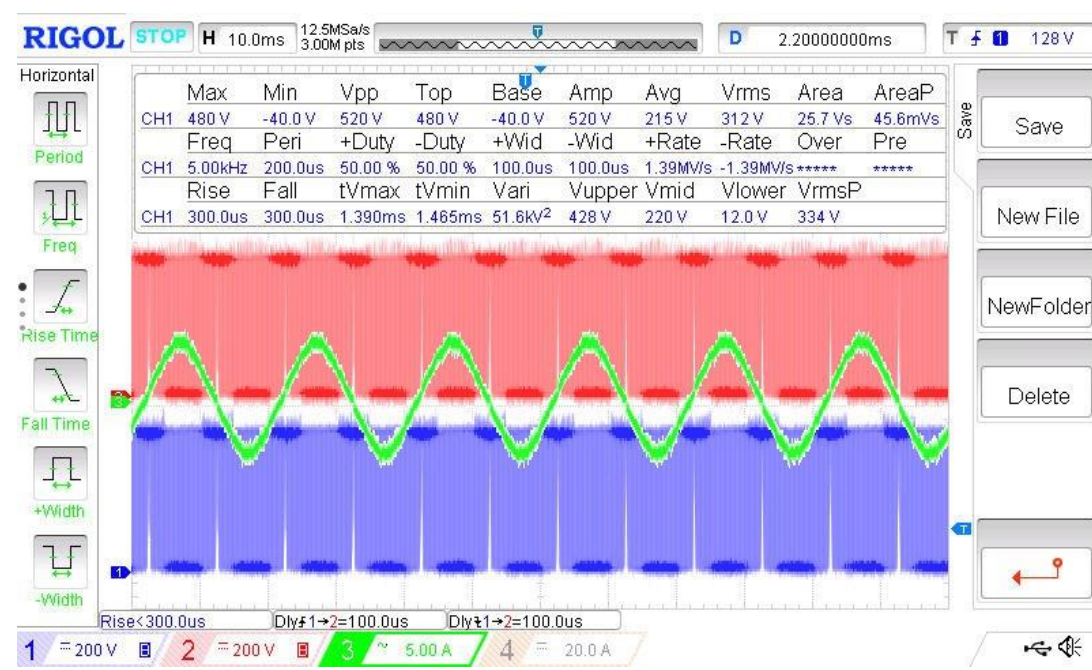 RIGOL STOP H 10.0ms 12.5MSa/s 3.00M pts T D 2.20000000ms T 1 128 V
Horizontal
Period
Freq
Rise Time
Fall Time
+Width
-Width
Max Min Vpp Top Base Amp Avg Vrms Area AreaP
CH1 480 V -40.0 V 520 V 480 V -40.0 V 520 V 215 V 312 V 25.7 Vs 45.6mVs
Freq Peri +Duty -Duty +Wid -Wid +Rate -Rate Over Pre
CH1 5.00kHz 200.0us 50.00 % 50.00 % 100.0us 100.0us 1.39MV/s -1.39MV/s ***** *****
Rise Fall tVmax tVmin Vari Vupper Vmid Vlower VrmsP
CH1 300.0us 300.0us 1.390ms 1.465ms 51.6kV² 428 V 220 V 12.0 V 334 V
T
3
T
1
Save
Save
New File
NewFolder
Delete
Rise<300.0us Dly1→2=100.0us Dly1→2=100.0us
1 200 V 2 200 V 3 5.00 A 4 20.0 A